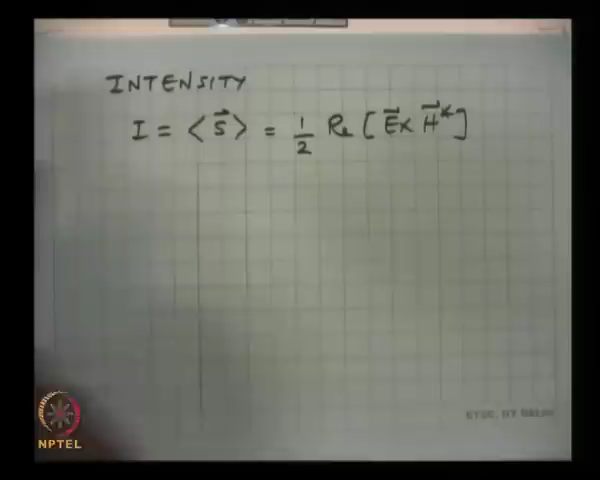 INTENSITY
I = ⟨S⃗⟩ = 1/2 Re [E⃗ × H⃗*]
NPTEL